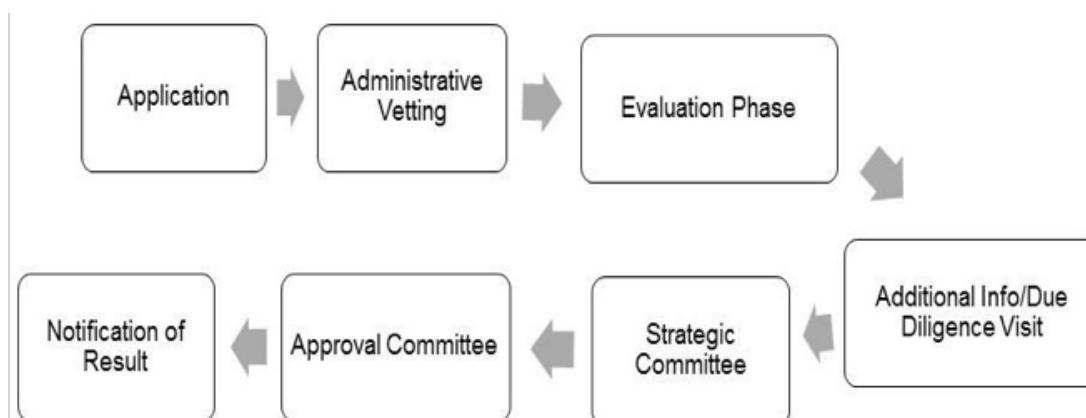 Application
Administrative
Vetting
Evaluation Phase
Additional Info/Due
Diligence Visit
Strategic
Committee
Approval Committee
Notification of
Result